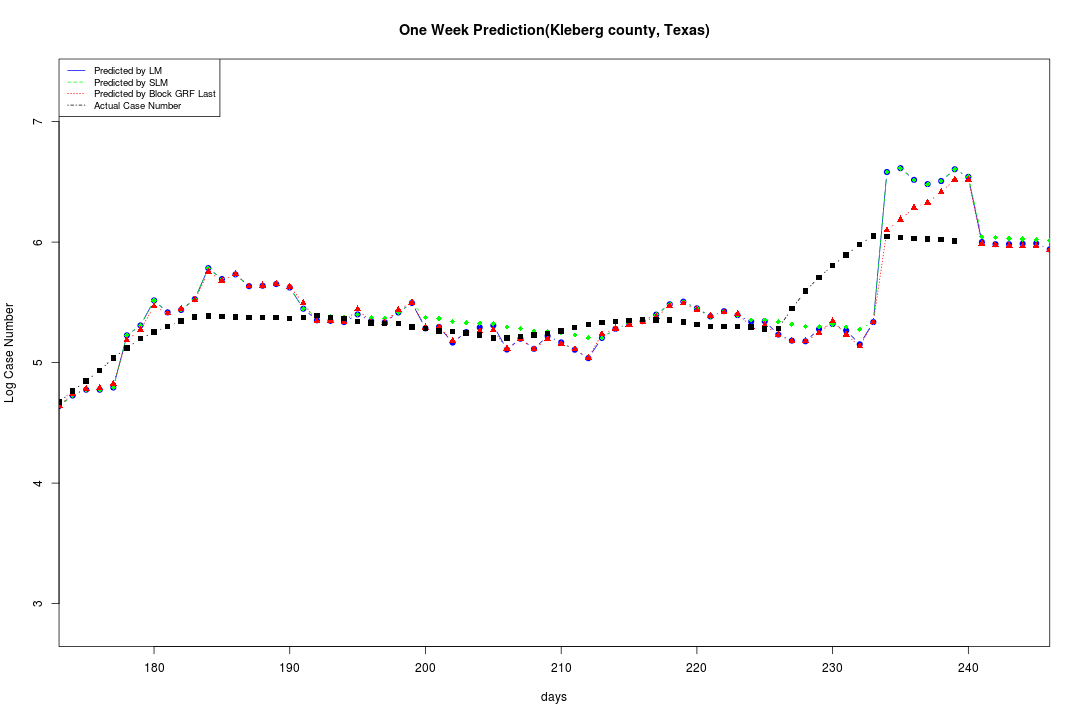 One Week Prediction(Kleberg county, Texas)
Predicted by LM
Predicted by SLM
Predicted by Block GRF Last
Actual Case Number
7
6
5
4
3
Log Case Number
180 190 200 210 220 230 240
days